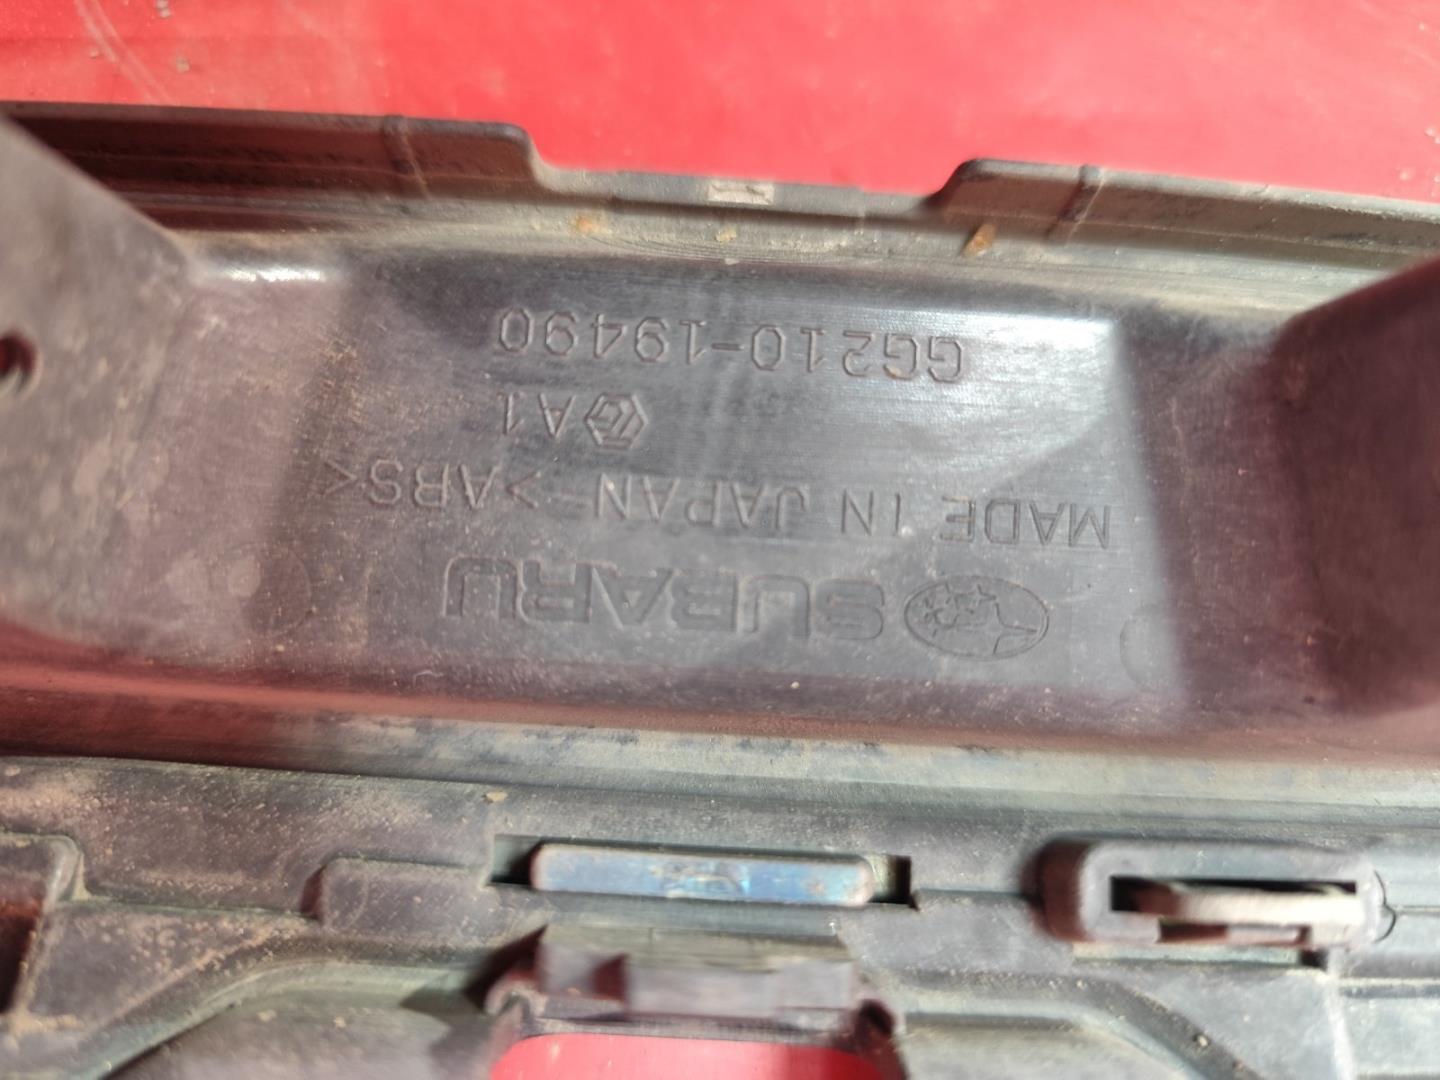 SUBARU
MADE IN JAPAN >ABS<
A1
GG210-19490